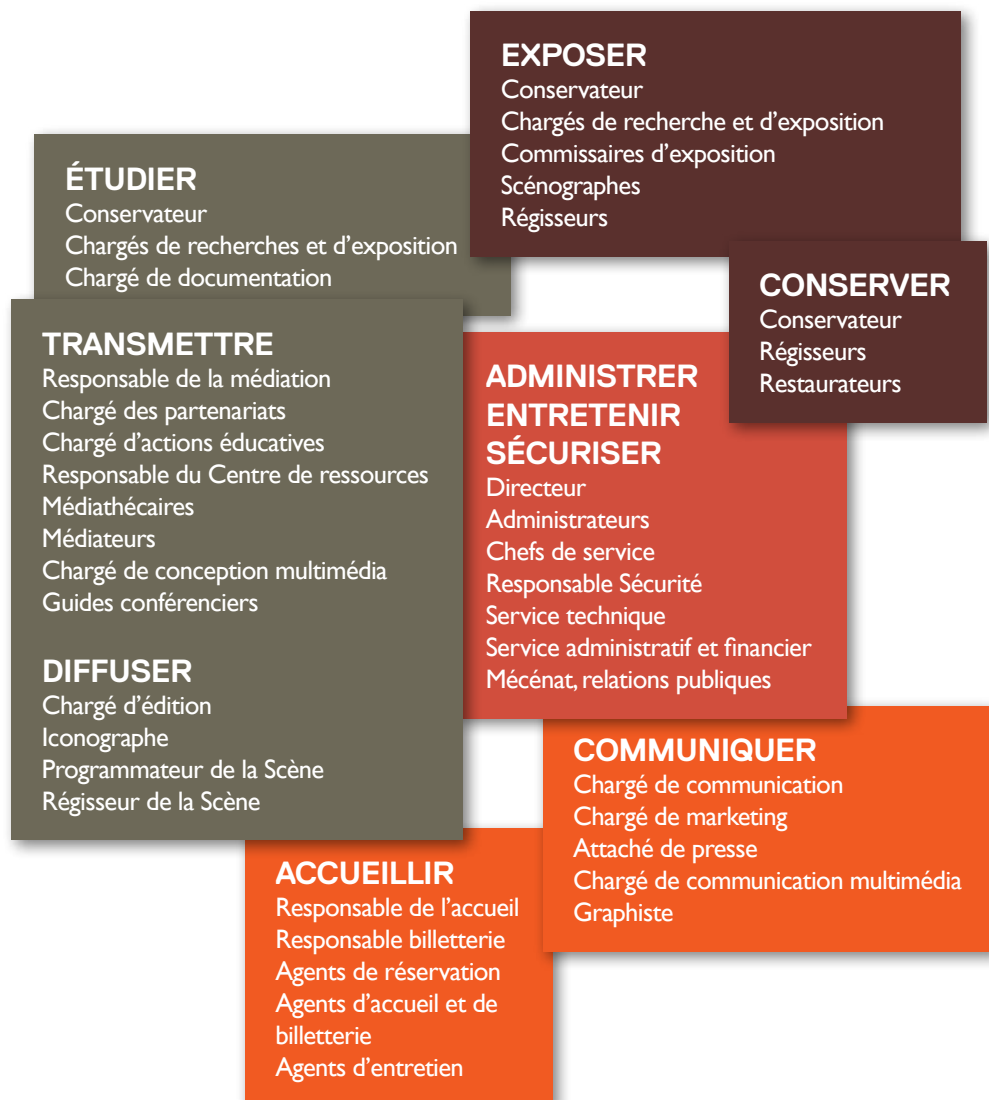 EXPOSER
Conservateur
Chargés de recherche et d'exposition
Commissaires d'exposition
Scénographes
Régisseurs
ÉTUDIER
Conservateur
Chargés de recherches et d'exposition
Chargé de documentation
CONSERVER
Conservateur
Régisseurs
Restaurateurs
TRANSMETTRE
Responsable de la médiation
Chargé des partenariats
Chargé d'actions éducatives
Responsable du Centre de ressources
Médiathécaires
Médiateurs
Chargé de conception multimédia
Guides conférenciers
DIFFUSER
Chargé d'édition
Iconographe
Programmateur de la Scène
Régisseur de la Scène
ADMINISTRER
ENTRETENIR
SÉCURISER
Directeur
Administrateurs
Chefs de service
Responsable Sécurité
Service technique
Service administratif et financier
Mécénat, relations publiques
COMMUNIQUER
Chargé de communication
Chargé de marketing
Attaché de presse
Chargé de communication multimédia
Graphiste
ACCUEILLIR
Responsable de l'accueil
Responsable billetterie
Agents de réservation
Agents d'accueil et de
billetterie
Agents d'entretien